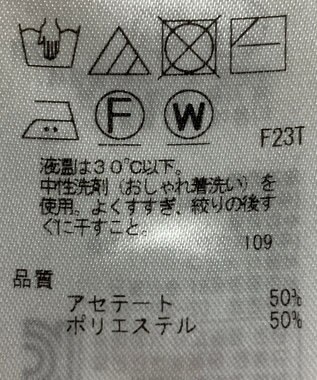 F W
F23T
液温は30℃以下。
中性洗剤（おしゃれ着洗い）を
使用。よくすすぎ、絞りの後す
ぐに干すこと。
109
品質
アセテート 50%
ポリエステル 50%